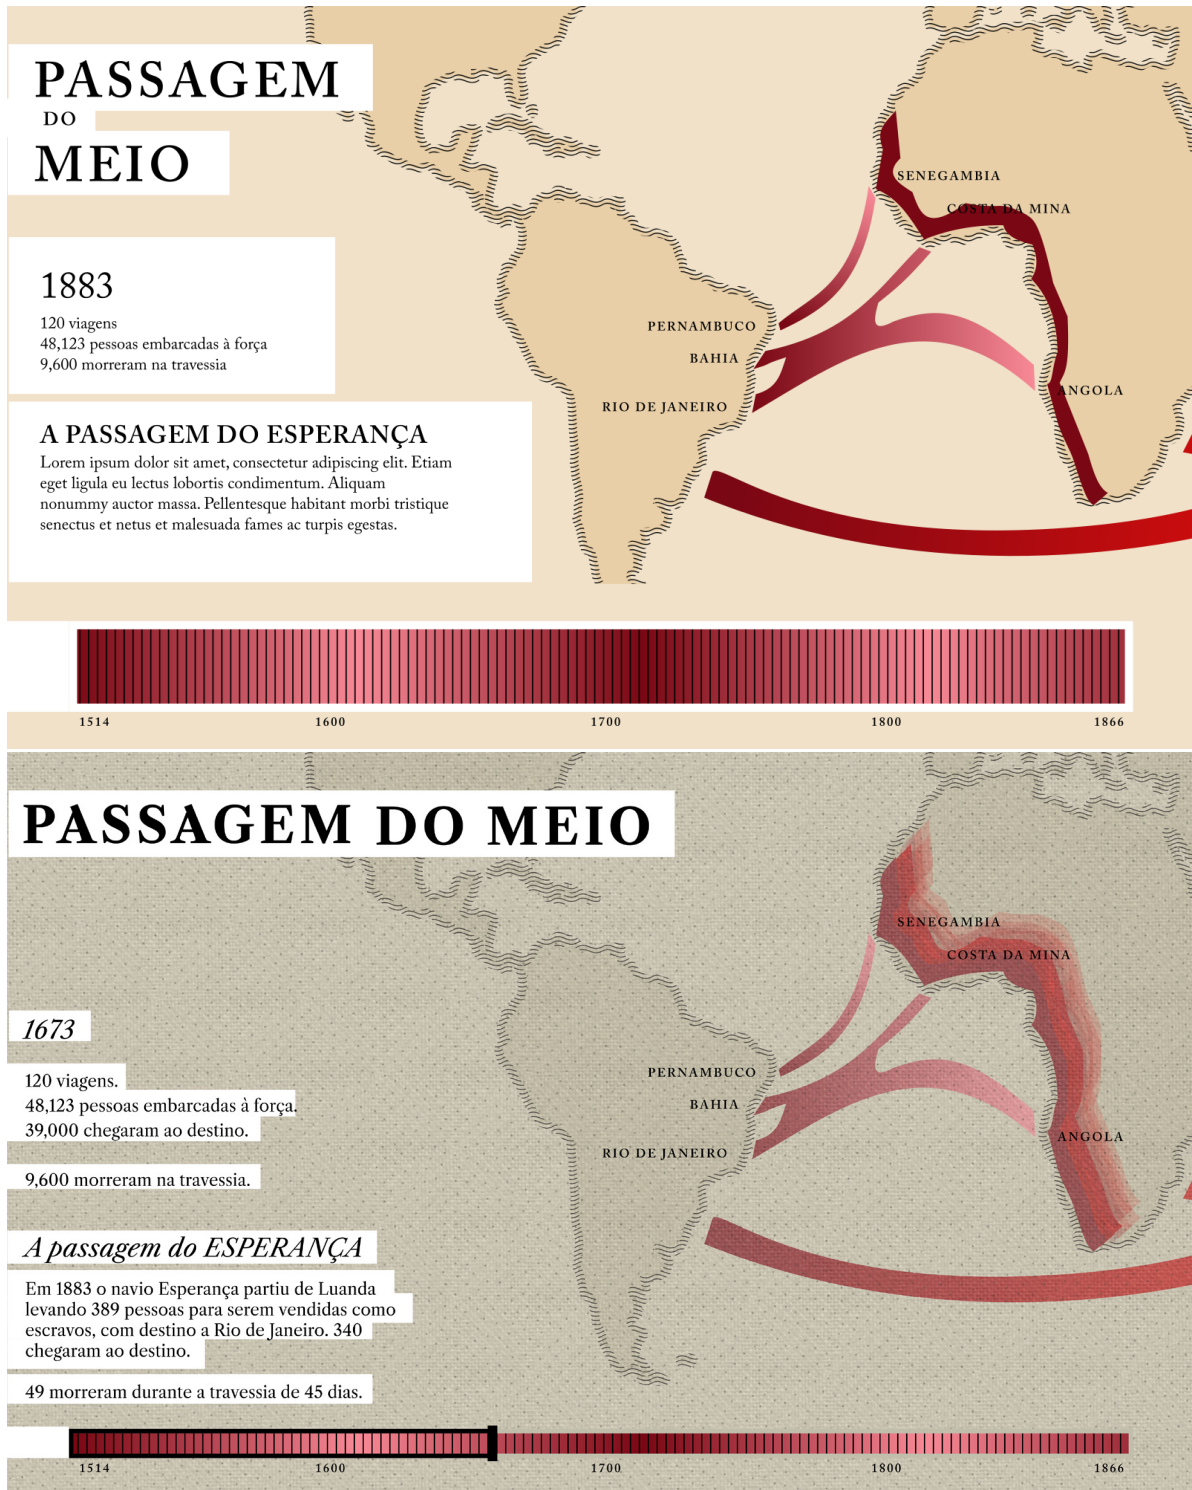 PASSAGEM
DO
MEIO
1883
120 viagens
48,123 pessoas embarcadas à força
9,600 morreram na travessia
A PASSAGEM DO ESPERANÇA
Lorem ipsum dolor sit amet, consectetur adipiscing elit. Etiam
eget ligula eu lectus lobortis condimentum. Aliquam
nonummy auctor massa. Pellentesque habitant morbi tristique
senectus et netus et malesuada fames ac turpis egestas.
SENEGAMBIA
COSTA DA MINA
PERNAMBUCO
BAHIA
ANGOLA
RIO DE JANEIRO
1514
1600
1700
1800
1866
PASSAGEM DO MEIO
1673
120 viagens.
48,123 pessoas embarcadas à força.
39,000 chegaram ao destino.
9,600 morreram na travessia.
A passagem do ESPERANÇA
Em 1883 o navio Esperança partiu de Luanda
levando 389 pessoas para serem vendidas como
escravos, com destino a Rio de Janeiro. 340
chegaram ao destino.
49 morreram durante a travessia de 45 dias.
SENEGAMBIA
COSTA DA MINA
PERNAMBUCO
BAHIA
ANGOLA
RIO DE JANEIRO
1514
1600
1700
1800
1866